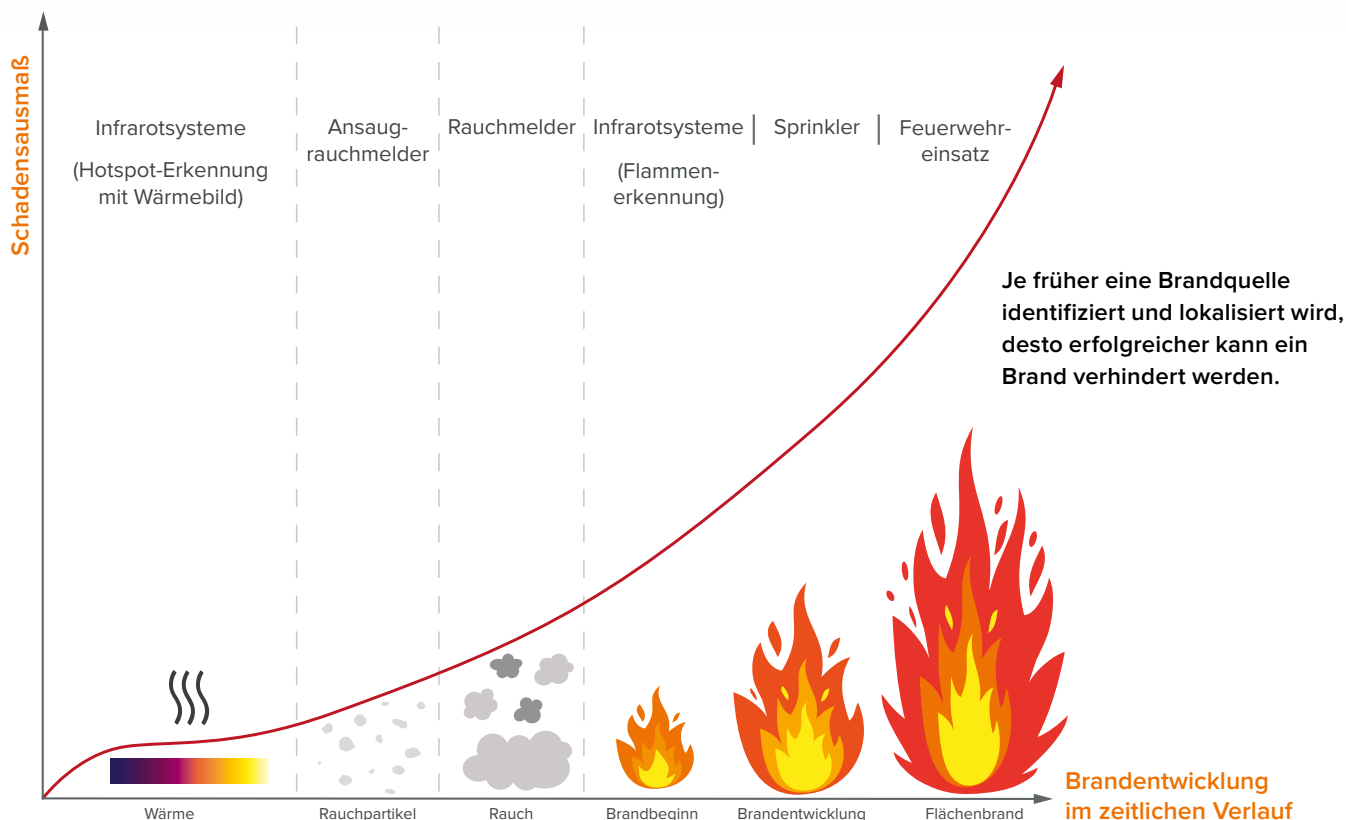 Schadensausmaß
Infrarotsysteme
(Hotspot-Erkennung
mit Wärmebild)
Ansaug-
rauchmelder
Rauchmelder
Infrarotsysteme
(Flammen-
erkennung)
Sprinkler
Feuerwehr-
einsatz
Je früher eine Brandquelle
identifiziert und lokalisiert wird,
desto erfolgreicher kann ein
Brand verhindert werden.
Wärme
Rauchpartikel
Rauch
Brandbeginn
Brandentwicklung
Flächenbrand
Brandentwicklung
im zeitlichen Verlauf